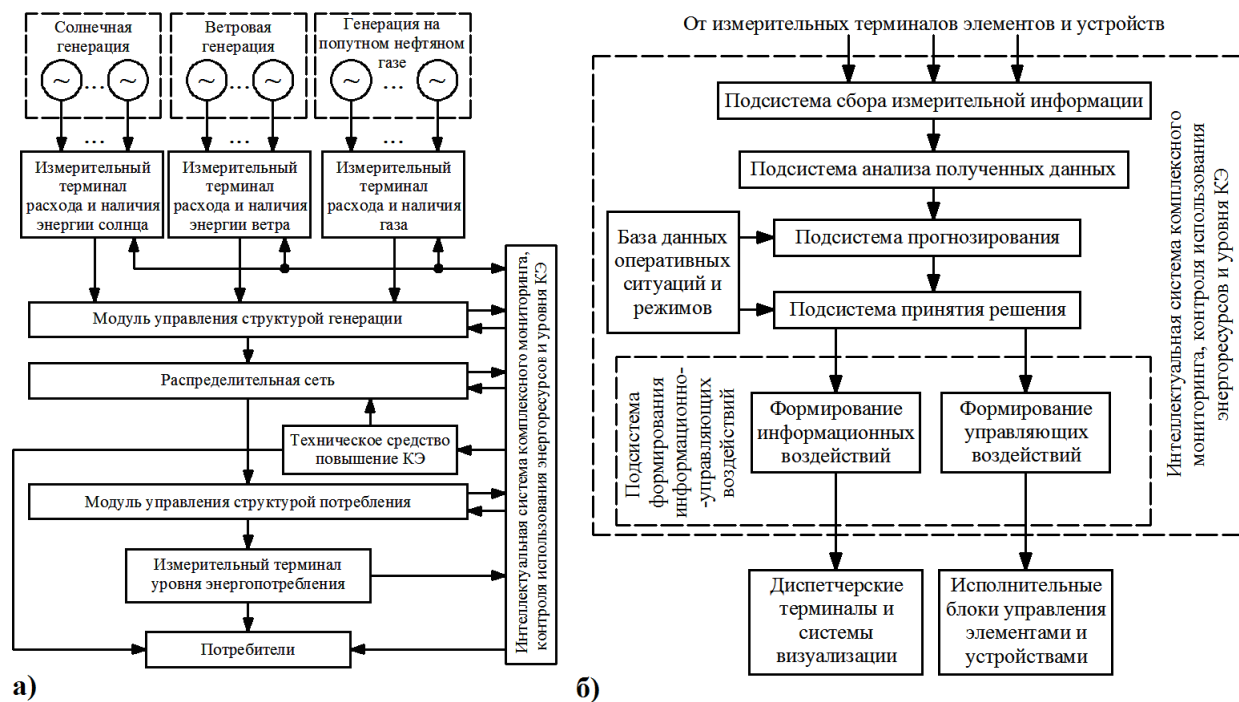 Солнечная
генерация
~
...
~
...
Ветровая
генерация
~
...
~
...
Генерация на
попутном нефтяном
газе
~
...
~
...
Измерительный
терминал
расхода и наличия
энергии солнца
Измерительный
терминал
расхода и наличия
энергии ветра
Измерительный
терминал
расхода и наличия
газа
Модуль управления структурой генерации
Распределительная сеть
Техническое средство
повышение КЭ
Модуль управления структурой потребления
Измерительный терминал
уровня энергопотребления
Потребители
Интеллектуальная система комплексного мониторинга,
контроля использования энергоресурсов и уровня КЭ
а)
От измерительных терминалов элементов и устройств
Подсистема сбора измерительной информации
Подсистема анализа полученных данных
База данных
оперативных
ситуаций и
режимов
Подсистема прогнозирования
Подсистема принятия решения
Подсистема
формирования
информационно-
-управляющих
воздействий
Формирование
информационных
воздействий
Формирование
управляющих
воздействий
Интеллектуальная система комплексного
мониторинга, контроля использования
энергоресурсов и уровня КЭ
Диспетчерские
терминалы и
системы
визуализации
Исполнительные
блоки управления
элементами и
устройствами
б)